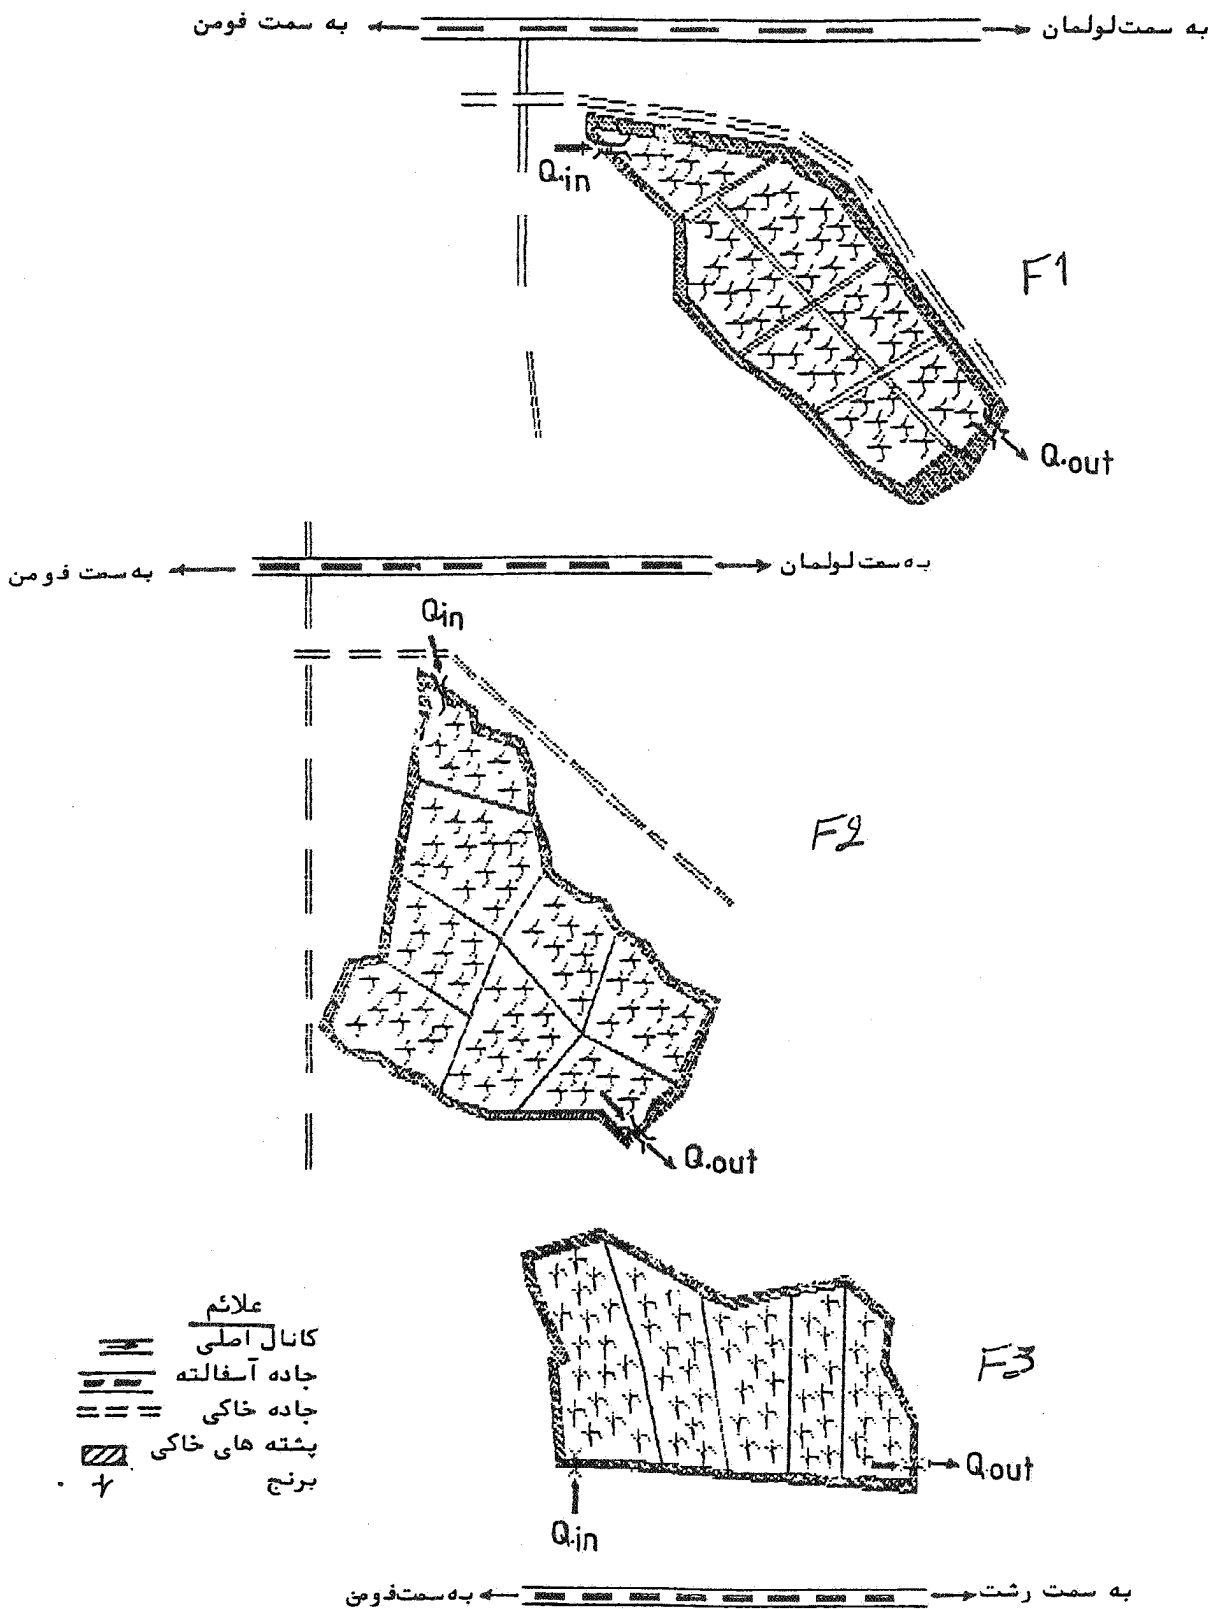 به سمت فومن
به سمت لولمان
Q.in
F1
Q.out
به سمت فومن
به سمت لولمان
Qin
F2
Q.out
علائم
کانال اصلی
جاده آسفالته
جاده خاکی
پشته های خاکی
برنج
F3
Q.out
Q.in
به سمت فومن
به سمت رشت